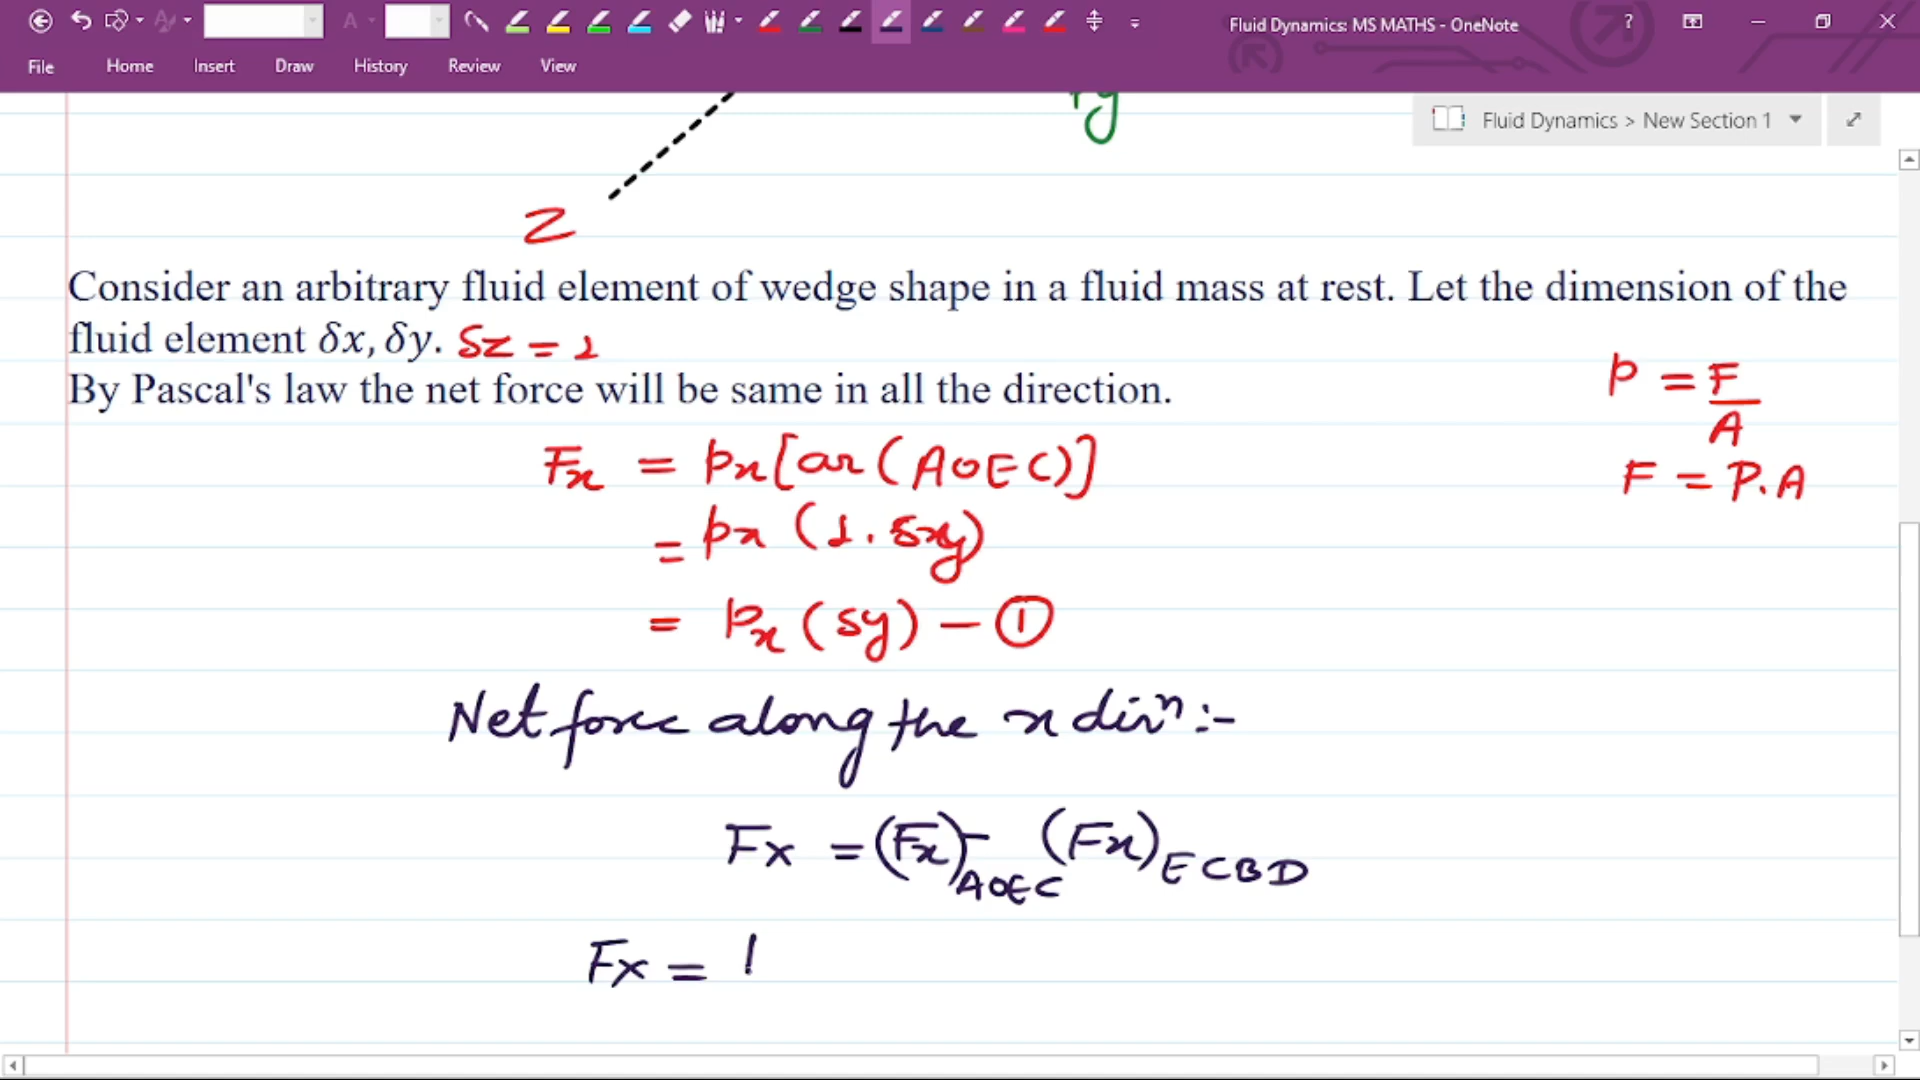 Fluid Dynamics: MS MATHS - OneNote
File Home Insert Draw History Review View
Fluid Dynamics > New Section 1
Z
Consider an arbitrary fluid element of wedge shape in a fluid mass at rest. Let the dimension of the
fluid element δx, δy. δz = 1
By Pascal's law the net force will be same in all the direction.
P = F/A
F = P.A
Fx = px[ar(AOEC)]
= px (1. δxy)
= px (δy) - ①
Net force along the x dirⁿ :-
Fx = (Fx)AOEC - (Fx)ECBD
Fx =